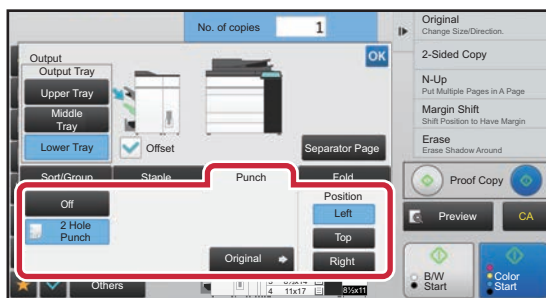 No. of copies 1
Original
Change Size/Direction.
2-Sided Copy
N-Up
Put Multiple Pages in A Page
Margin Shift
Shift Position to Have Margin
Erase
Erase Shadow Around
Proof Copy
Preview
CA
B/W
Start
Color
Start
Output
OK
Output Tray
Upper Tray
Middle
Tray
Lower Tray
Offset
Separator Page
Sort/Group
Staple
Punch
Fold
Off
2 Hole
Punch
Original
Position
Left
Top
Right
Others
4 11x17
8½x11